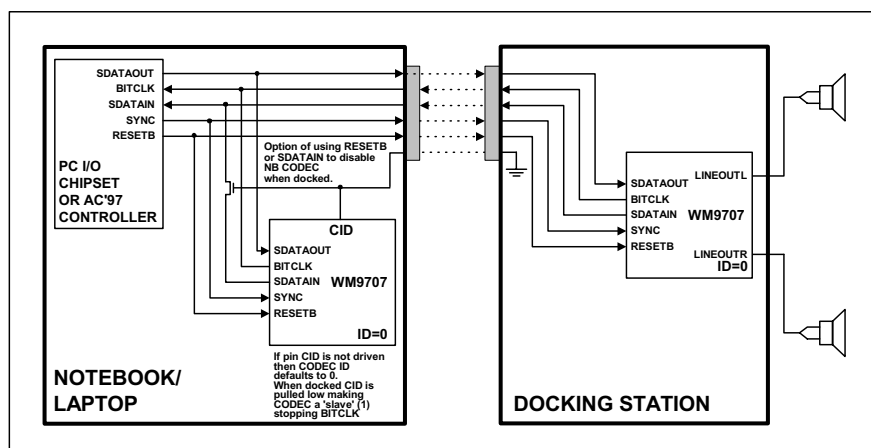 SDATAOUT
BITCLK
SDATAIN
SYNC
RESETB
PC I/O
CHIPSET
OR AC'97
CONTROLLER
Option of using RESETB
or SDATAIN to disable
NB CODEC
when docked.
CID
SDATAOUT
BITCLK
SDATAIN
WM9707
SYNC
RESETB
ID=0
If pin CID is not driven
then CODEC ID
defaults to 0.
When docked CID is
pulled low making
CODEC a 'slave' (1)
stopping BITCLK
NOTEBOOK/
LAPTOP
LINEOUTL
SDATAOUT
BITCLK
SDATAIN
WM9707
SYNC
RESETB
LINEOUTR
ID=0
DOCKING STATION